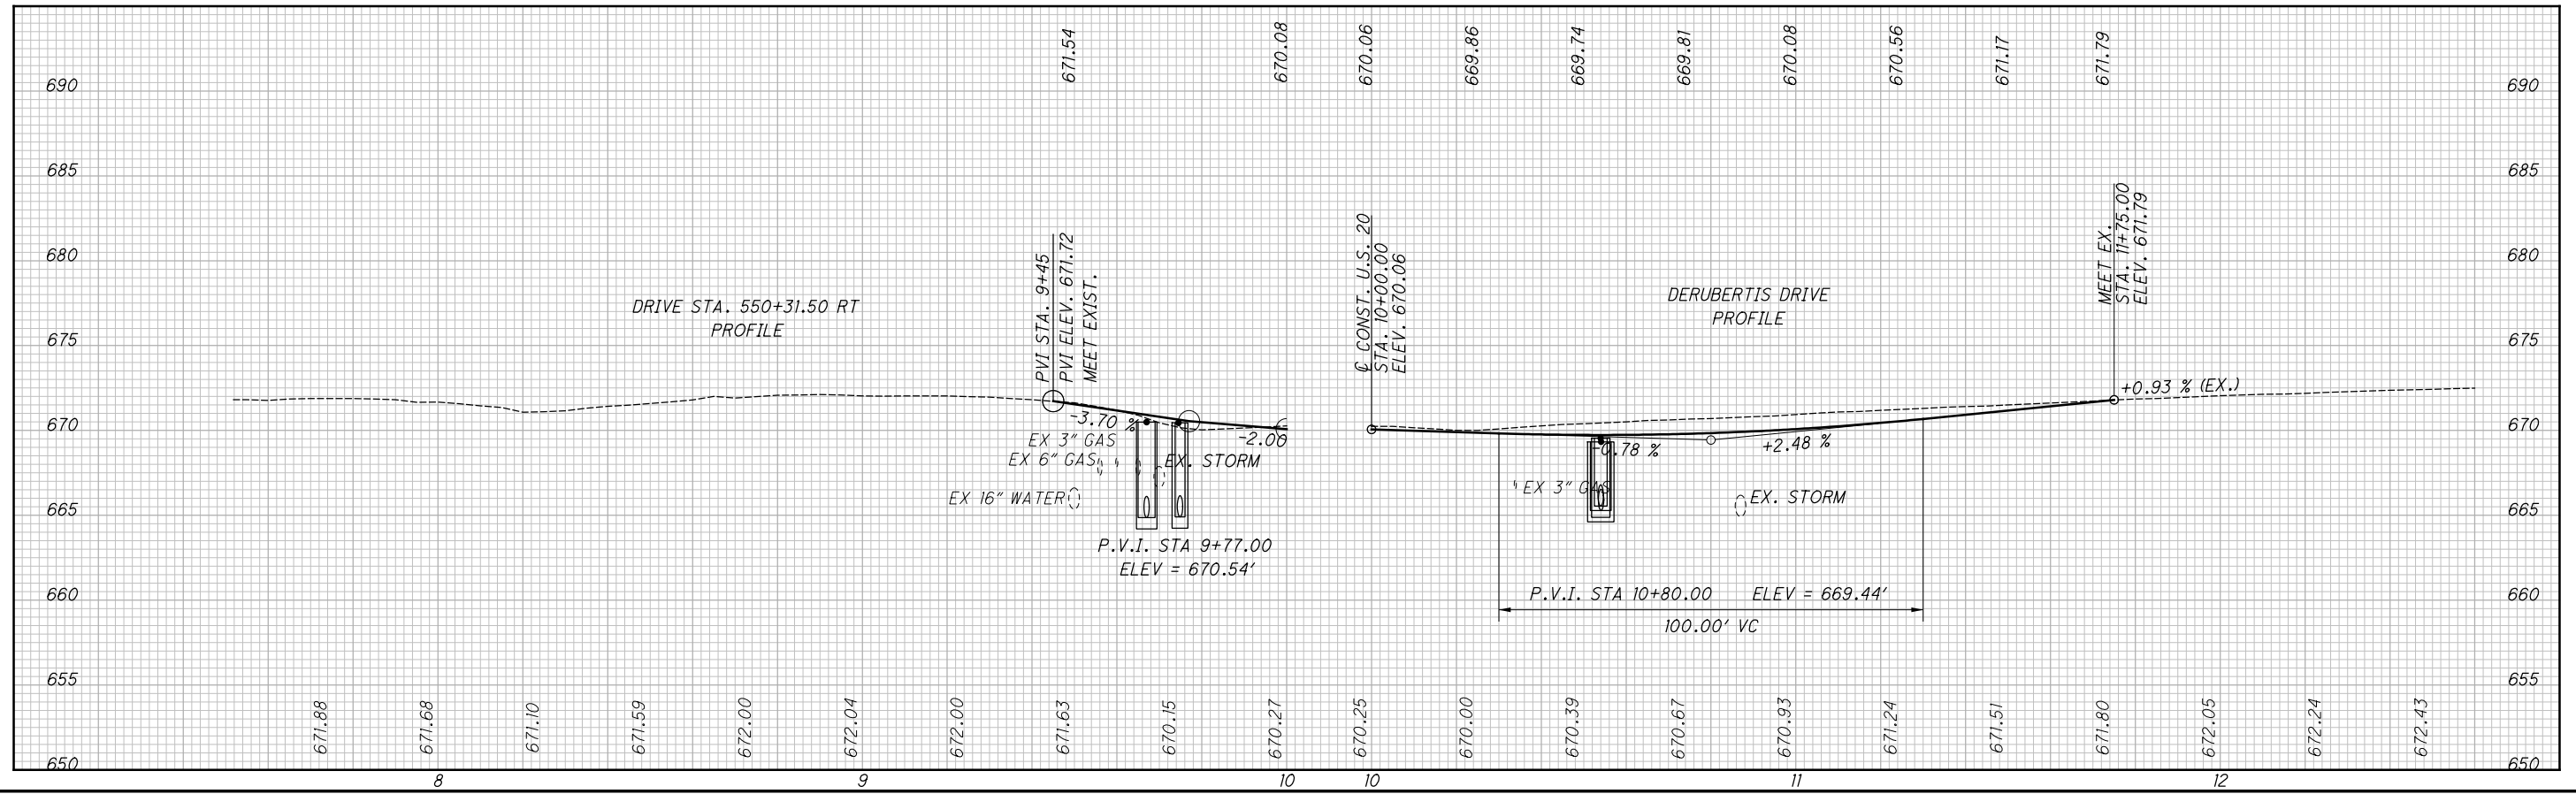 671.54
670.08
670.06
669.86
669.74
669.81
670.08
670.56
671.17
671.79
690
690
685
685
680
680
675
675
670
670
665
665
660
660
655
655
650
650
DRIVE STA. 550+31.50 RT
PROFILE
PVI STA. 9+45
PVI ELEV. 671.72
MEET EXIST.
-3.70 %
-2.00
EX 3" GAS
EX 6" GAS
EX. STORM
EX 16" WATER
P.V.I. STA 9+77.00
ELEV = 670.54'
℄ CONST. U.S. 20
STA. 10+00.00
ELEV. 670.06
DERUBERTIS DRIVE
PROFILE
MEET EX.
STA. 11+75.00
ELEV. 671.79
+0.93 % (EX.)
-0.78 %
+2.48 %
EX 3" GAS
EX. STORM
P.V.I. STA 10+80.00 ELEV = 669.44'
100.00' VC
671.88
671.68
671.10
671.59
672.00
672.04
672.00
671.63
670.15
670.27
670.25
670.00
670.39
670.67
670.93
671.24
671.51
671.80
672.05
672.24
672.43
8
9
10
10
11
12